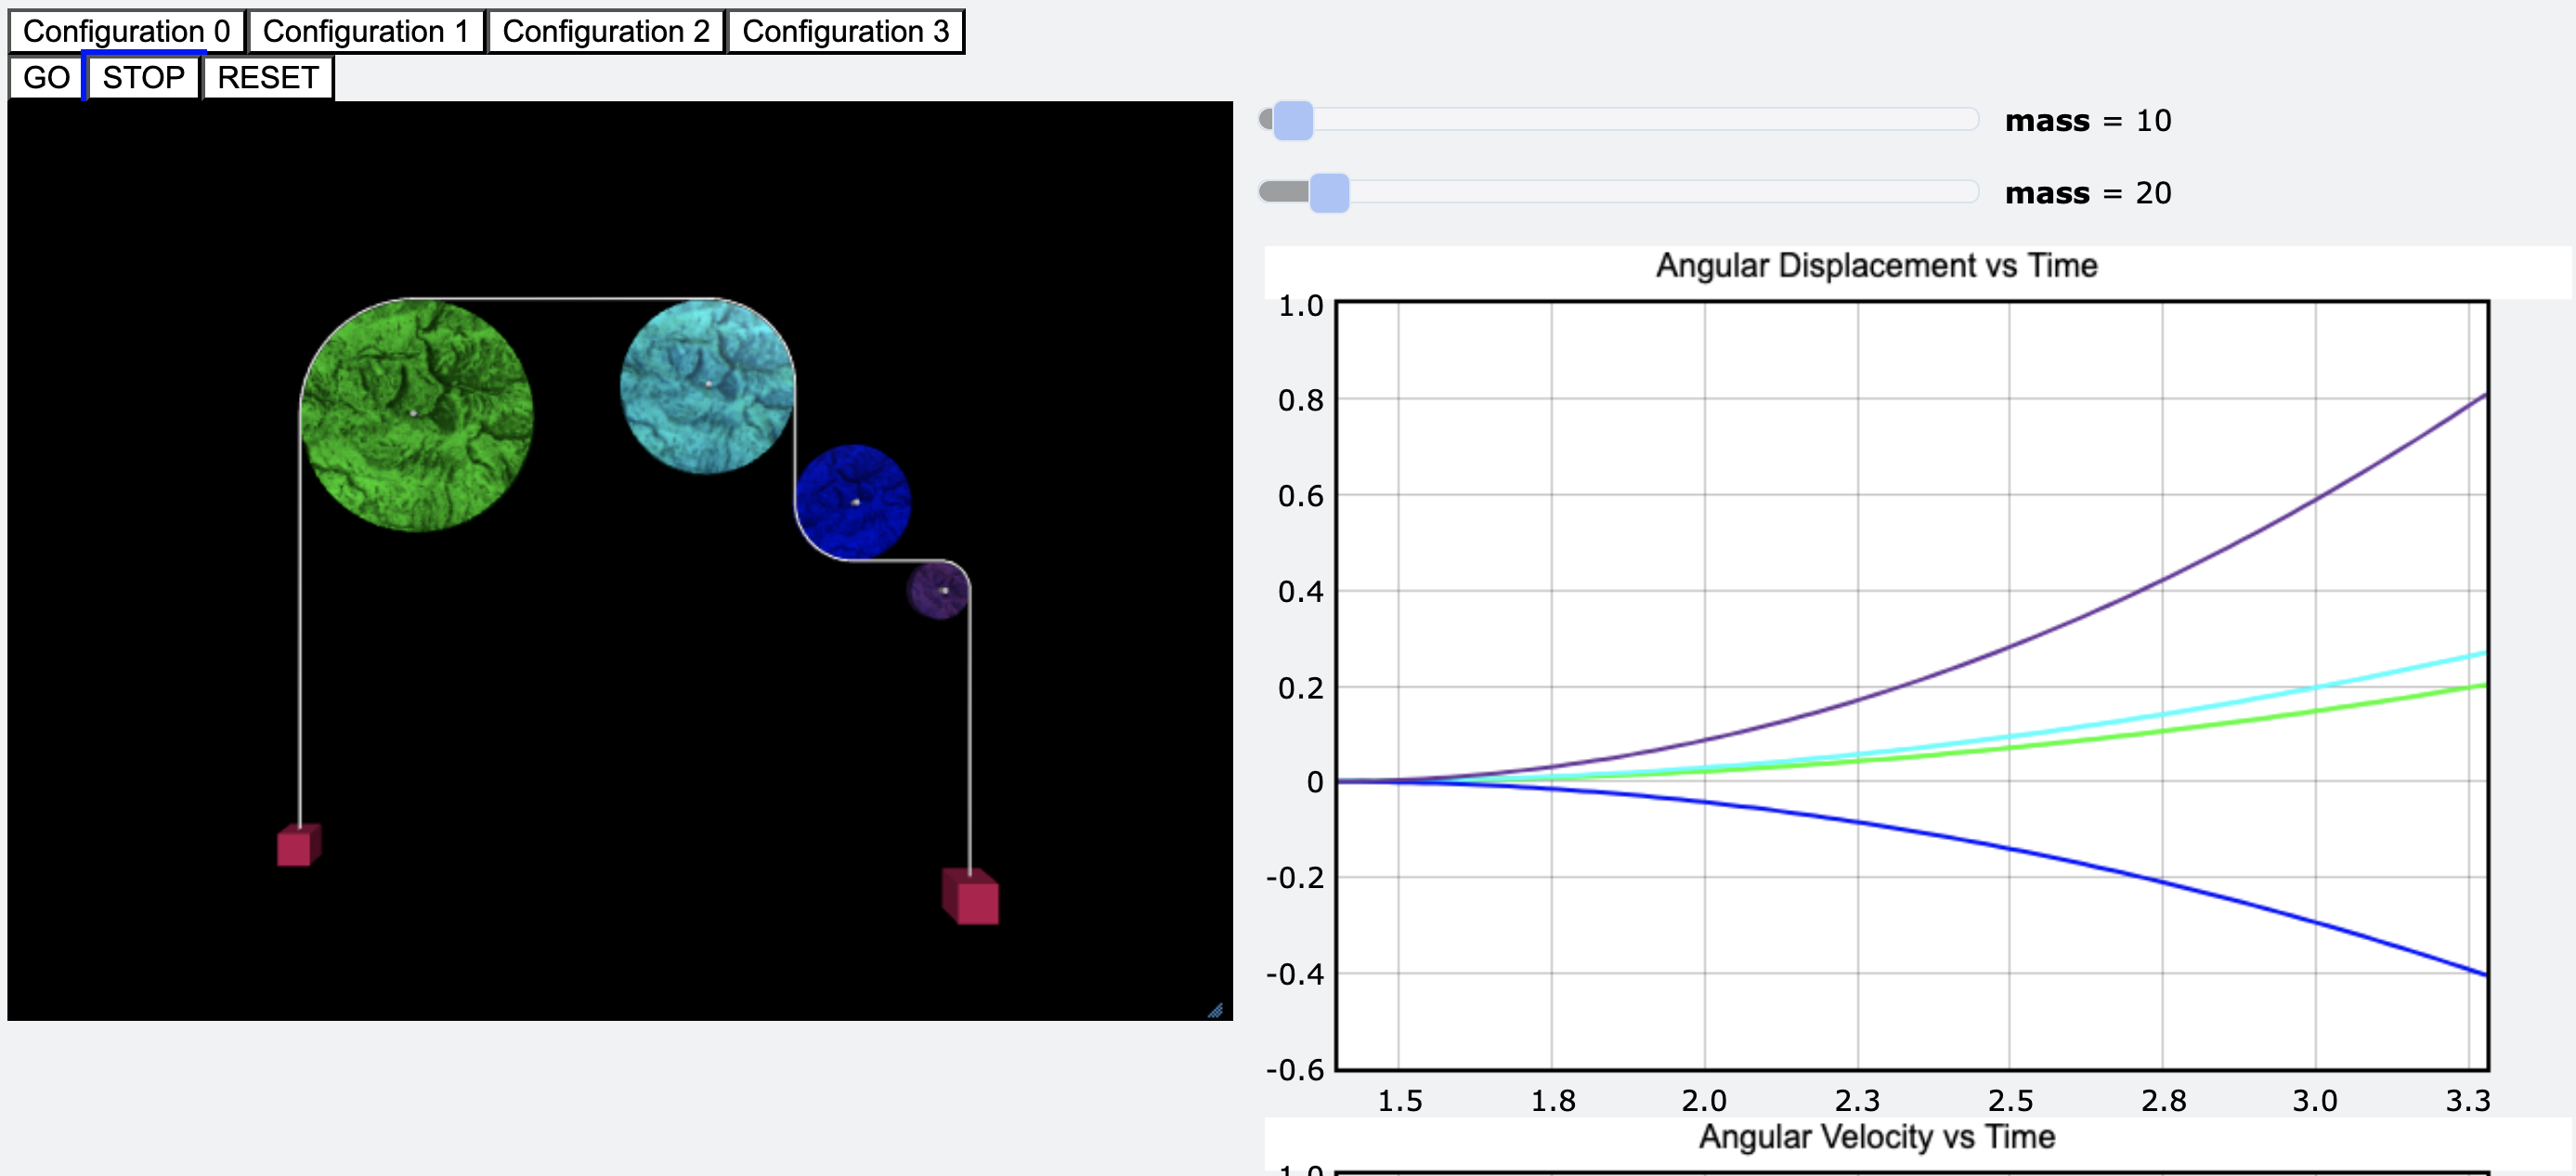 Configuration 0 Configuration 1 Configuration 2 Configuration 3
GO STOP RESET
mass = 10
mass = 20
Angular Displacement vs Time
1.0
0.8
0.6
0.4
0.2
0
-0.2
-0.4
-0.6
1.5 1.8 2.0 2.3 2.5 2.8 3.0 3.3
Angular Velocity vs Time
1.0